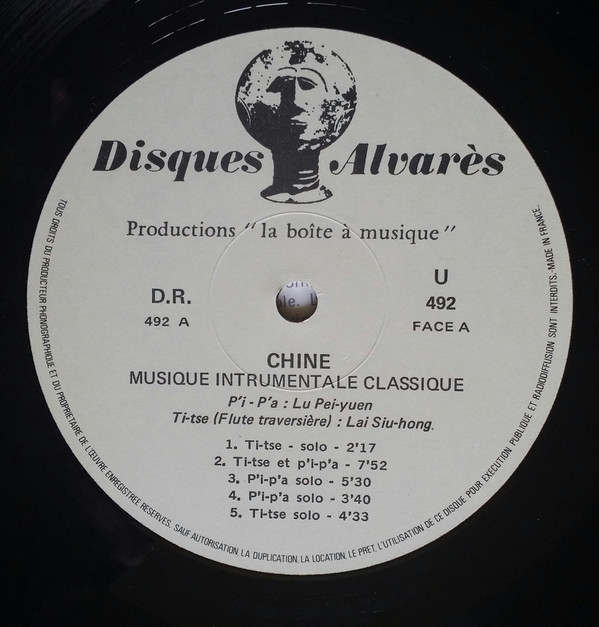 Disques Alvarès
Productions "la boîte à musique"
D.R.
492 A
U
492
FACE A
CHINE
MUSIQUE INTRUMENTALE CLASSIQUE
P'i - P'a : Lu Pei-yuen
Ti-tse (Flute traversière) : Lai Siu-hong.
1. Ti-tse - solo - 2'17
2. Ti-tse et p'i-p'a - 7'52
3. P'i-p'a solo - 5'30
4. P'i-p'a solo - 3'40
5. Ti-tse solo - 4'33
TOUS DROITS DU PRODUCTEUR PHONOGRAPHIQUE ET DU PROPRIETAIRE DE L'ŒUVRE ENREGISTREE RESERVES, SAUF AUTORISATION, LA DUPLICATION, LA LOCATION, LE PRET, L'UTILISATION DE CE DISQUE POUR EXECUTION PUBLIQUE ET RADIODIFFUSION SONT INTERDITS. MADE IN FRANCE.